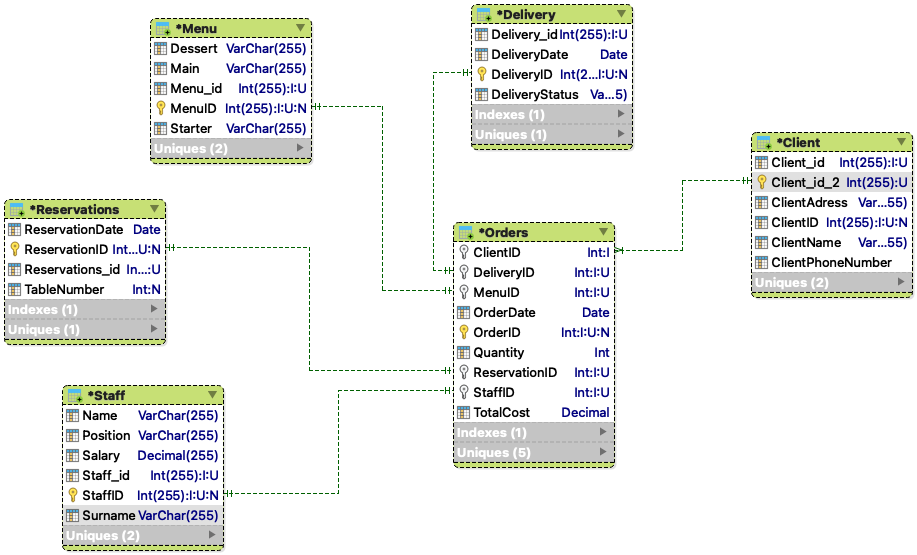 *Menu
Dessert VarChar(255)
Main VarChar(255)
Menu_id Int(255):I:U
MenuID Int(255):I:U:N
Starter VarChar(255)
Uniques (2)
*Delivery
Delivery_id Int(255):I:U
DeliveryDate Date
DeliveryID Int(2...I:U:N
DeliveryStatus Va...5)
Indexes (1)
Uniques (1)
*Client
Client_id Int(255):I:U
Client_id_2 Int(255):U
ClientAdress Var...55)
ClientID Int(255):I:U:N
ClientName Var...55)
ClientPhoneNumber
Uniques (2)
*Reservations
ReservationDate Date
ReservationID Int...U:N
Reservations_id In...:U
TableNumber Int:N
Indexes (1)
Uniques (1)
*Orders
ClientID Int:I
DeliveryID Int:I:U
MenuID Int:I:U
OrderDate Date
OrderID Int:I:U:N
Quantity Int
ReservationID Int:I:U
StaffID Int:I:U
TotalCost Decimal
Indexes (1)
Uniques (5)
*Staff
Name VarChar(255)
Position VarChar(255)
Salary Decimal(255)
Staff_id Int(255):I:U
StaffID Int(255):I:U:N
Surname VarChar(255)
Uniques (2)